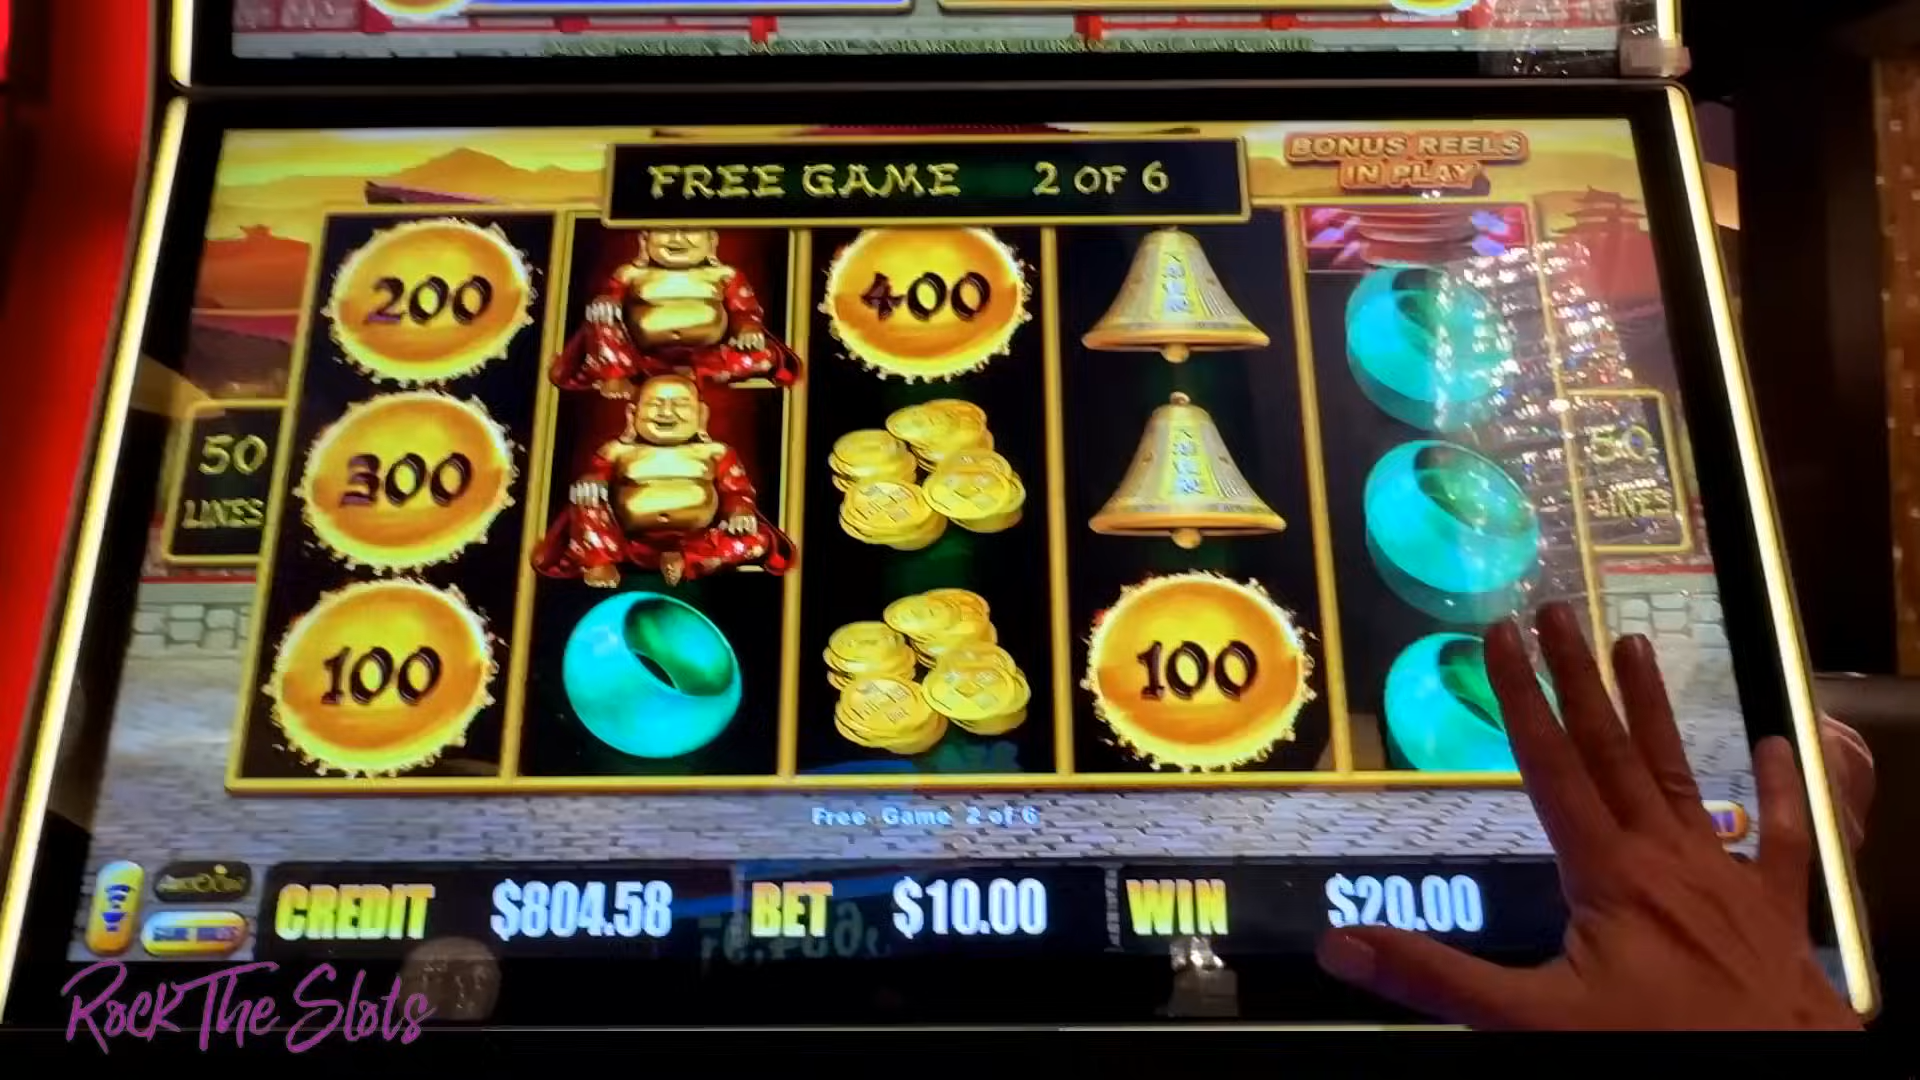 FREE GAME 2 OF 6
BONUS REELS
IN PLAY
200
400
300
100
100
50
LINES
50
LINES
Free Game 2 of 6
CREDIT $804.58 BET $10.00 WIN $20.00
Rock The Slots